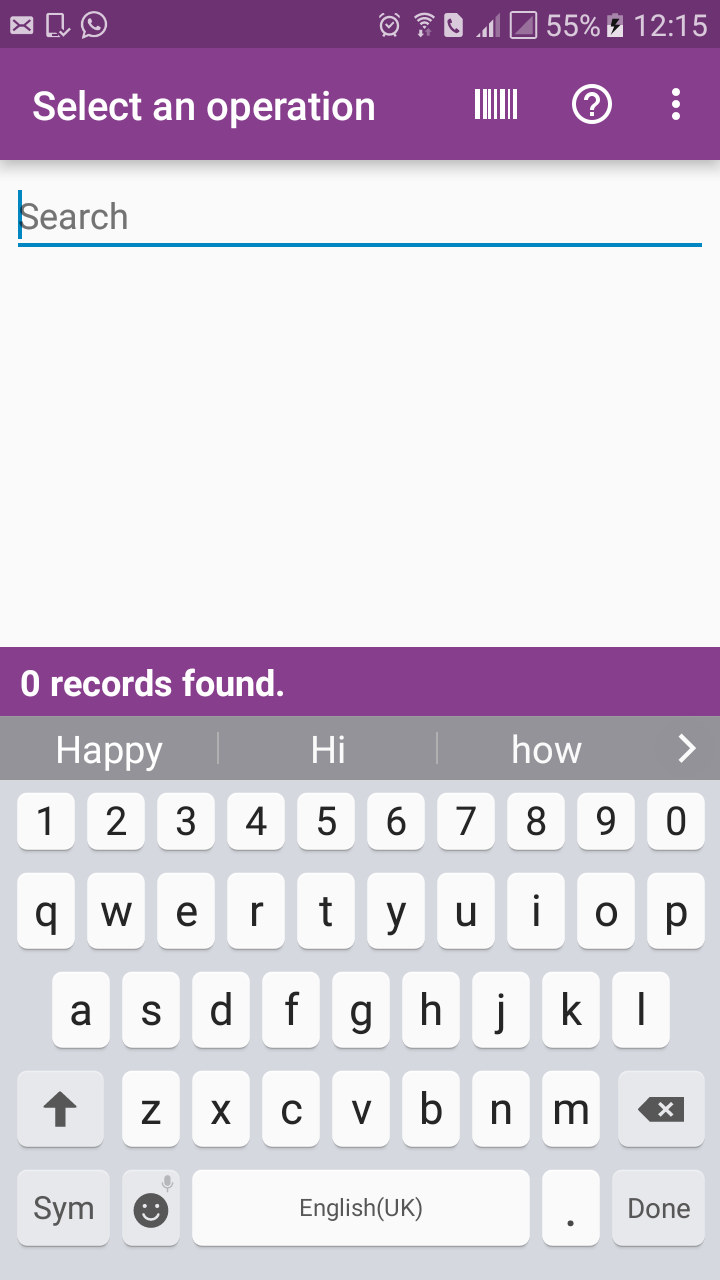 55% 12:15
Select an operation
Search
0 records found.
Happy Hi how
1 2 3 4 5 6 7 8 9 0
q w e r t y u i o p
a s d f g h j k l
z x c v b n m
Sym English(UK) . Done